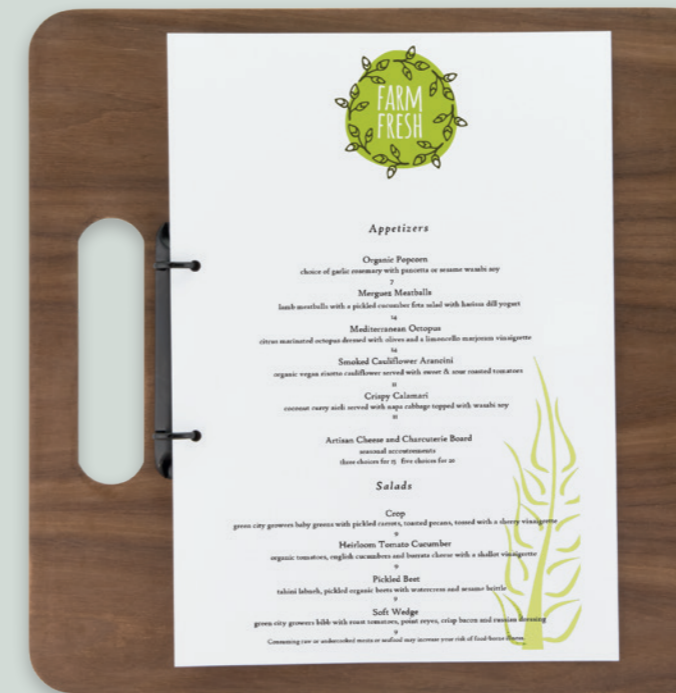 FARM
FRESH
Appetizers
Organic Popcorn
choice of garlic rosemary with pancetta or sesame wasabi soy
7
Merguez Meatballs
lamb meatballs with a pickled cucumber feta salad with harissa dill yogurt
14
Mediterranean Octopus
citrus marinated octopus dressed with olives and a limoncello marjoram vinaigrette
14
Smoked Cauliflower Arancini
organic vegan risotto cauliflower served with sweet & sour roasted tomatoes
11
Crispy Calamari
coconut curry aioli served with napa cabbage topped with wasabi soy
11
Artisan Cheese and Charcuterie Board
seasonal accoutrements
three choices for 15 five choices for 20
Salads
Crop
green city growers baby greens with pickled carrots, toasted pecans, tossed with a sherry vinaigrette
9
Heirloom Tomato Cucumber
organic tomatoes, english cucumbers and burrata cheese with a shallot vinaigrette
9
Pickled Beet
tahini labneh, pickled organic beets with watercress and sesame brittle
9
Soft Wedge
green city growers bibb with roast tomatoes, point reyes, crisp bacon and russian dressing
9
Consuming raw or undercooked meats or seafood may increase your risk of food-borne illness